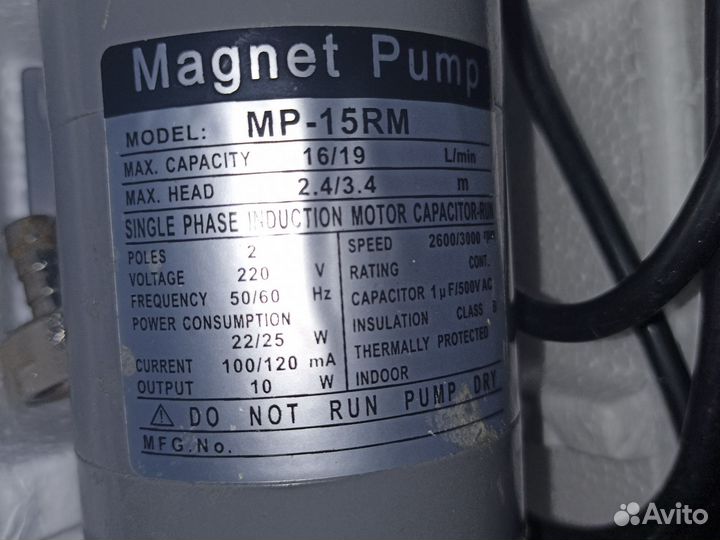 Magnet Pump
MODEL: MP-15RM
MAX. CAPACITY 16/19 L/min
MAX. HEAD 2.4/3.4 m
SINGLE PHASE INDUCTION MOTOR CAPACITOR-RUN
POLES 2
VOLTAGE 220 V
FREQUENCY 50/60 Hz
POWER CONSUMPTION
22/25 W
CURRENT 100/120 mA
OUTPUT 10 W
SPEED 2600/3000
RATING CONT.
CAPACITOR 1μF/500V AC
INSULATION CLASS
THERMALLY PROTECTED
INDOOR
DO NOT RUN PUMP DRY
MFG.No.
Avito